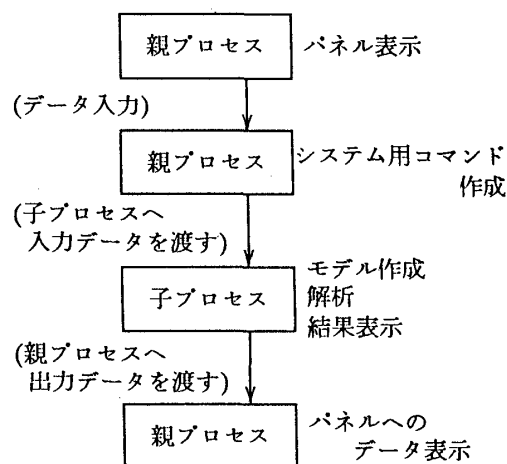 親プロセス パネル表示
(データ入力)
親プロセス システム用コマンド
作成
(子プロセスへ
入力データを渡す)
子プロセス
モデル作成
解析
結果表示
(親プロセスへ
出力データを渡す)
親プロセス
パネルへの
データ表示